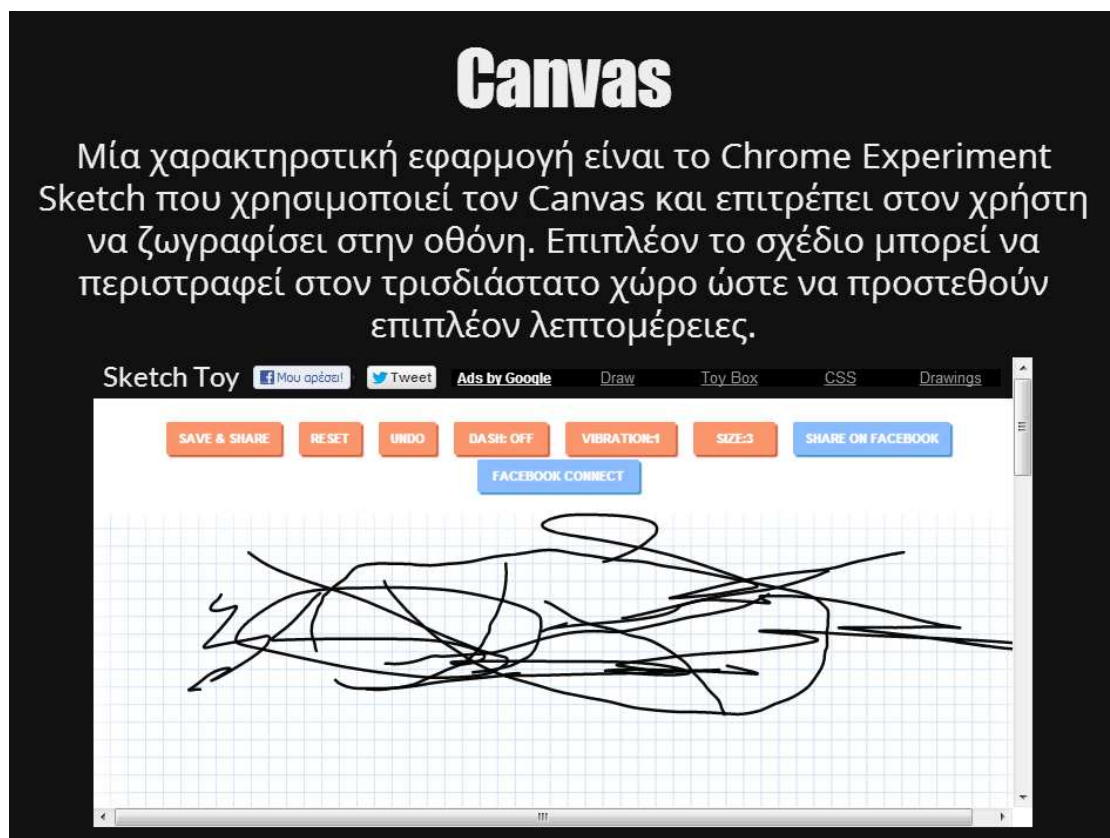 Canvas
Μία χαρακτηρστική εφαρμογή είναι το Chrome Experiment
Sketch που χρησιμοποιεί τον Canvas και επιτρέπει στον χρήστη
να ζωγραφίσει στην οθόνη. Επιπλέον το σχέδιο μπορεί να
περιστραφεί στον τρισδιάστατο χώρο ώστε να προστεθούν
επιπλέον λεπτομέρειες.
Sketch Toy Μου αρέσει! Tweet Ads by Google Draw Toy Box CSS Drawings
SAVE & SHARE RESET UNDO DASH: OFF VIBRATION:1 SIZE:3 SHARE ON FACEBOOK
FACEBOOK CONNECT